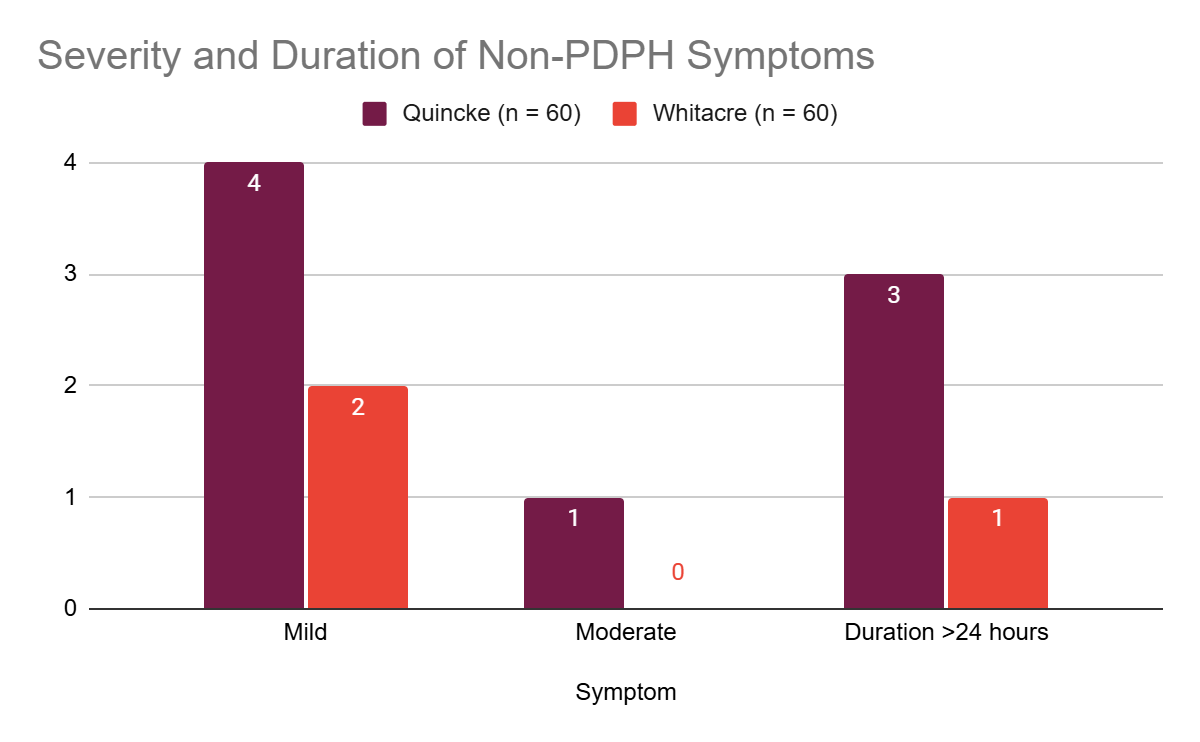 Severity and Duration of Non-PDPH Symptoms
Quincke (n = 60) Whitacre (n = 60)
4
4
3
3
2
2
1
1
1
0
0
Mild Moderate Duration >24 hours
Symptom